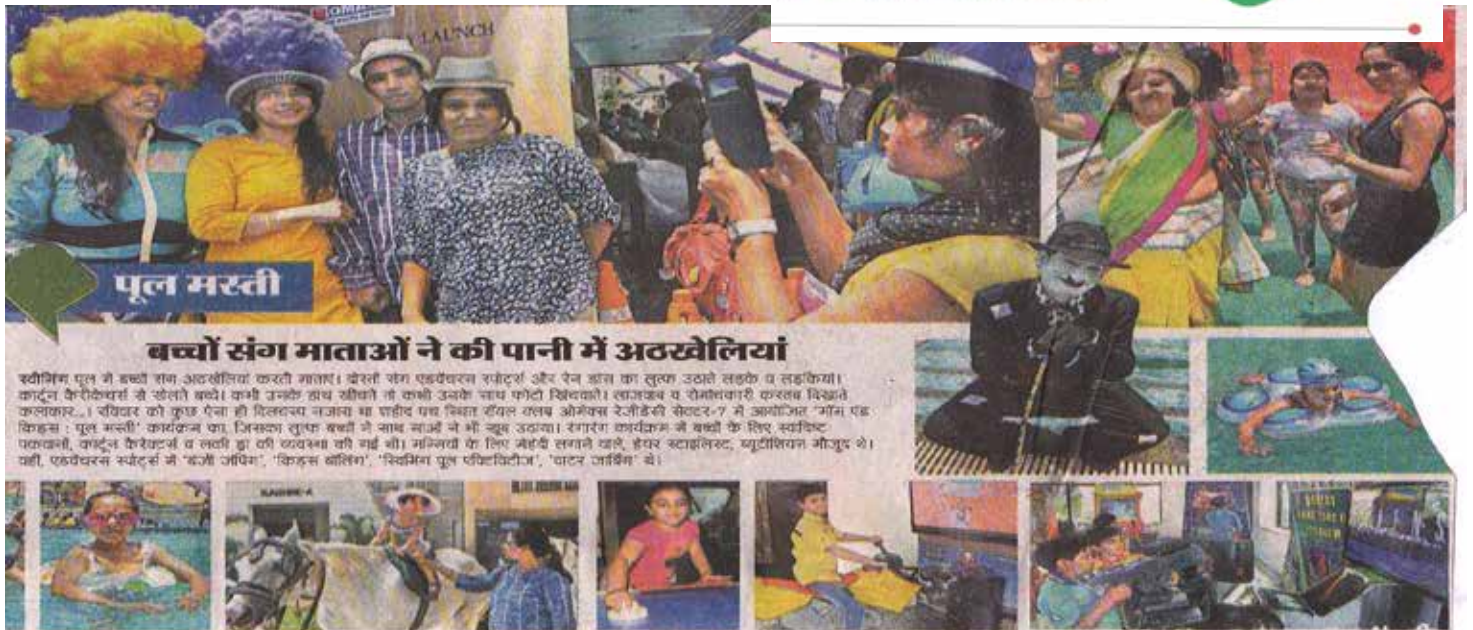 LAUNCH
पूल मस्ती
बच्चों संग माताओं ने की पानी में अठखेलियां
स्वीमिंग पूल में बच्चों संग अठखेलियां करती माताएं। दोस्तों संग एडवेंचरस स्पोर्ट्स और रेन डांस का लुत्फ उठाते लड़के व लड़कियां।
कार्टून कैरीकेचर्स से खेलते बच्चे। कभी उनके हाथ खींचते तो कभी उनके साथ फोटो खिंचवाते। लाजवाब व रोमांचकारी करतब दिखाते
कलाकार...। रविवार को कुछ ऐसा ही दिलचस्प नजारा था शहीद पथ स्थित रॉयल क्लब ओमेक्स रेजीडेंसी सेक्टर-7 में आयोजित 'मॉम एंड
किड्स : पूल मस्ती' कार्यक्रम का, जिसका लुत्फ बच्चों ने साथ माओं ने भी खूब उठाया। रंगारंग कार्यक्रम में बच्चों के लिए स्वादिष्ट
पकवानों, कार्टून कैरेक्टर्स व लकी ड्रा की व्यवस्था की गई थी। मम्मियों के लिए मेहंदी लगाने वाले, हेयर स्टाइलिस्ट, ब्यूटीशियन मौजूद थे।
वहीं, एडवेंचरस स्पोर्ट्स में 'बंजी जंपिंग', 'किड्स बॉलिंग', 'स्विमिंग पूल एक्टिविटीज', 'वाटर जॉर्बिंग' थे।